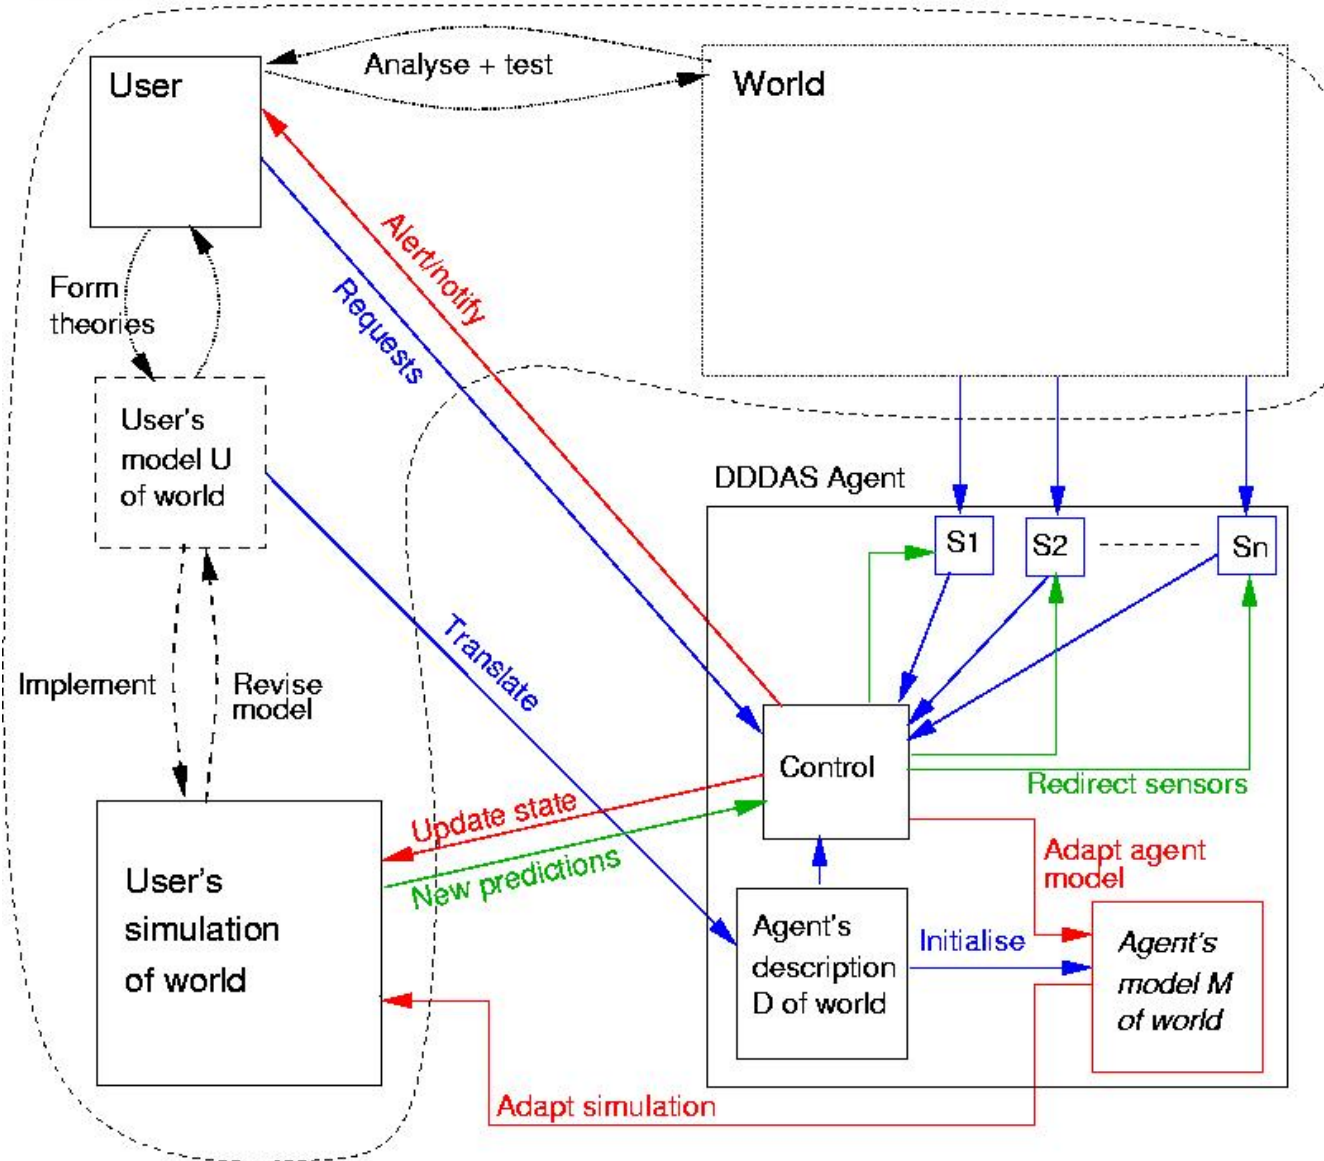 User
Analyse + test
World
Alert/notify
Requests
Form
theories
User's
model U
of world
DDDAS Agent
S1
S2
Sn
Translate
Implement
Revise
model
Control
Redirect sensors
Update state
New predictions
Adapt agent
model
User's
simulation
of world
Agent's
description
D of world
Initialise
Agent's
model M
of world
Adapt simulation